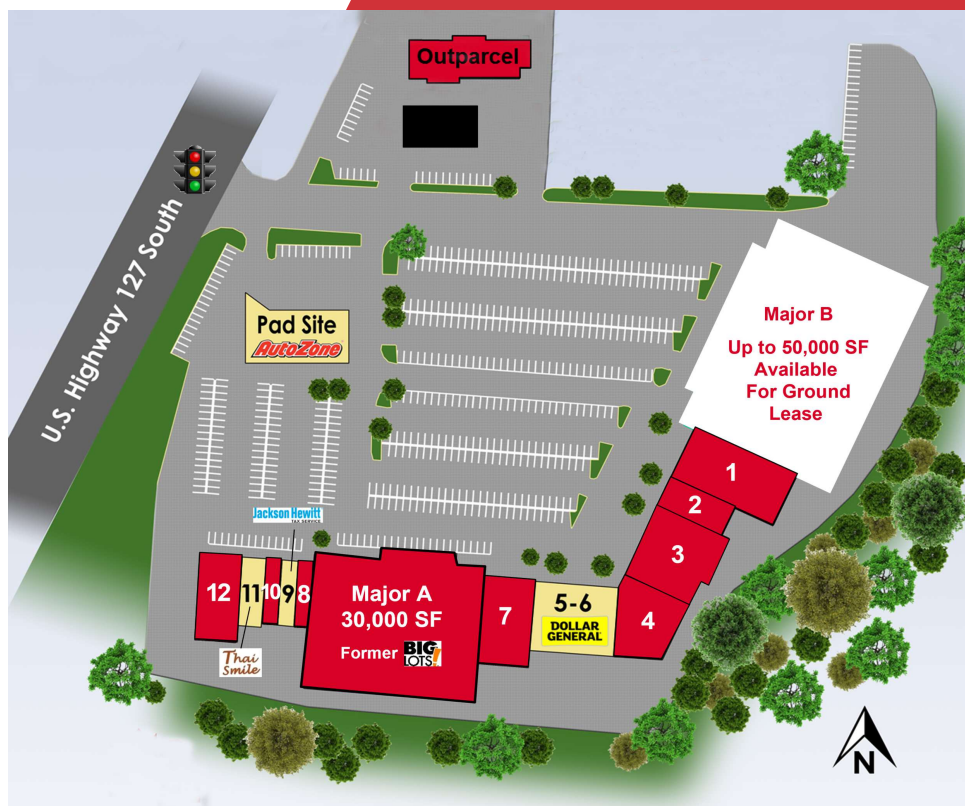 Outparcel
U.S. Highway 127 South
Pad Site
AutoZone
Major B
Up to 50,000 SF
Available
For Ground
Lease
1
2
3
4
Jackson Hewitt
TAX SERVICE
12
11
10
9
8
Major A
30,000 SF
Former BIG LOTS!
7
5-6
DOLLAR
GENERAL
Thai
Smile
N